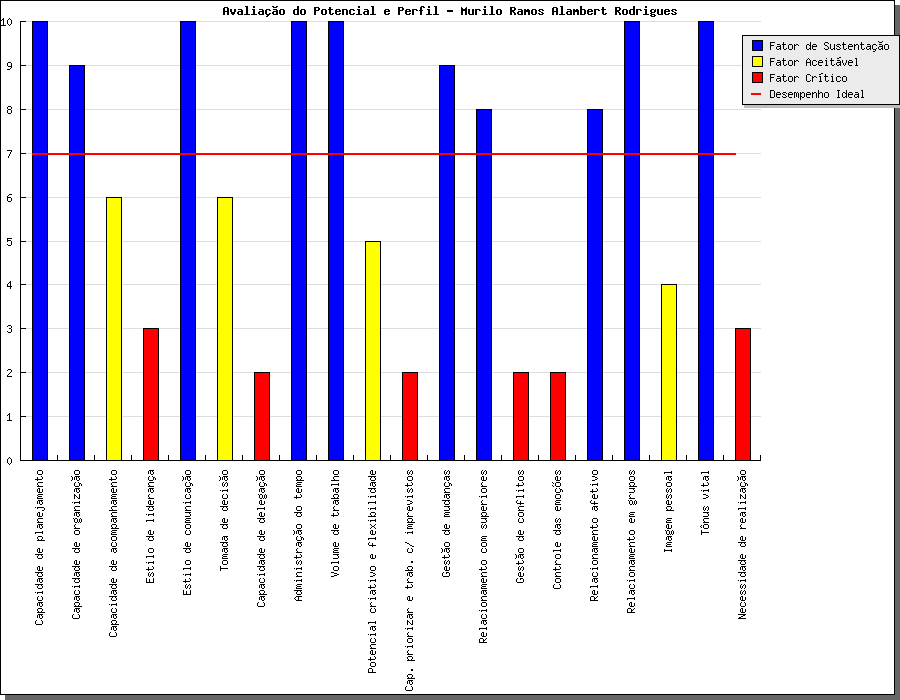 Avaliação do Potencial e Perfil - Murilo Ramos Alambert Rodrigues
Fator de Sustentação
Fator Aceitável
Fator Crítico
Desempenho Ideal
10
9
8
7
6
5
4
3
2
1
0
Capacidade de planejamento
Capacidade de organização
Capacidade de acompanhamento
Estilo de liderança
Estilo de comunicação
Tomada de decisão
Capacidade de delegação
Administração do tempo
Volume de trabalho
Potencial criativo e flexibilidade
Cap. priorizar e trab. c/ imprevistos
Gestão de mudanças
Relacionamento com superiores
Gestão de conflitos
Controle das emoções
Relacionamento afetivo
Relacionamento em grupos
Imagem pessoal
Tônus vital
Necessidade de realização